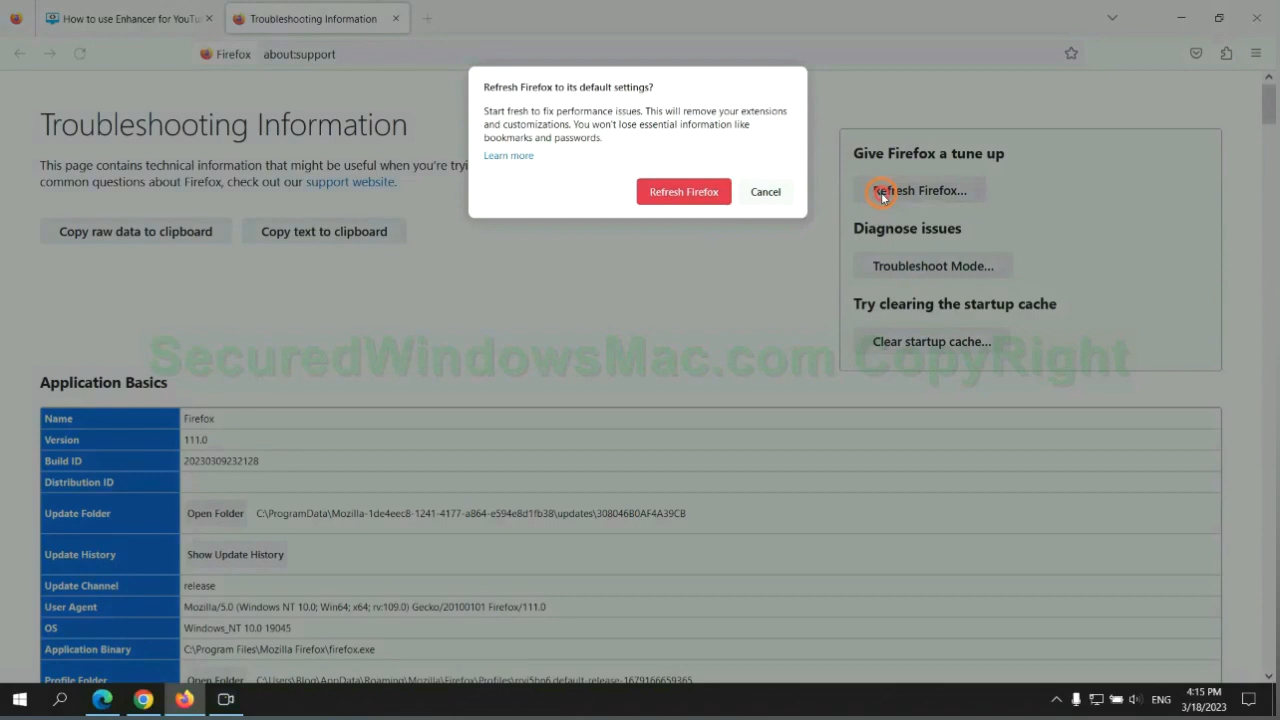 How to use Enhancer for YouTu
Troubleshooting Information
Firefox
about:support
Refresh Firefox to its default settings?
Start fresh to fix performance issues. This will remove your extensions
and customizations. You won't lose essential information like
bookmarks and passwords.
Learn more
Refresh Firefox
Cancel
Troubleshooting Information
This page contains technical information that might be useful when you're tryi
common questions about Firefox, check out our support website.
Copy raw data to clipboard
Copy text to clipboard
Give Firefox a tune up
Refresh Firefox...
Diagnose issues
Troubleshoot Mode...
Try clearing the startup cache
Clear startup cache...
SecuredWindowsMac.com CopyRight
Application Basics
Name Firefox
Version 111.0
Build ID 20230309232128
Distribution ID
Update Folder Open Folder C:\ProgramData\Mozilla-1de4eec8-1241-4177-a864-e594e8d1fb38\updates\308046B0AF4A39CB
Update History Show Update History
Update Channel release
User Agent Mozilla/5.0 (Windows NT 10.0; Win64; x64; rv:109.0) Gecko/20100101 Firefox/111.0
OS Windows_NT 10.0 19045
Application Binary C:\Program Files\Mozilla Firefox\firefox.exe
Profile Folder Open Folder
ENG
4:15 PM
3/18/2023